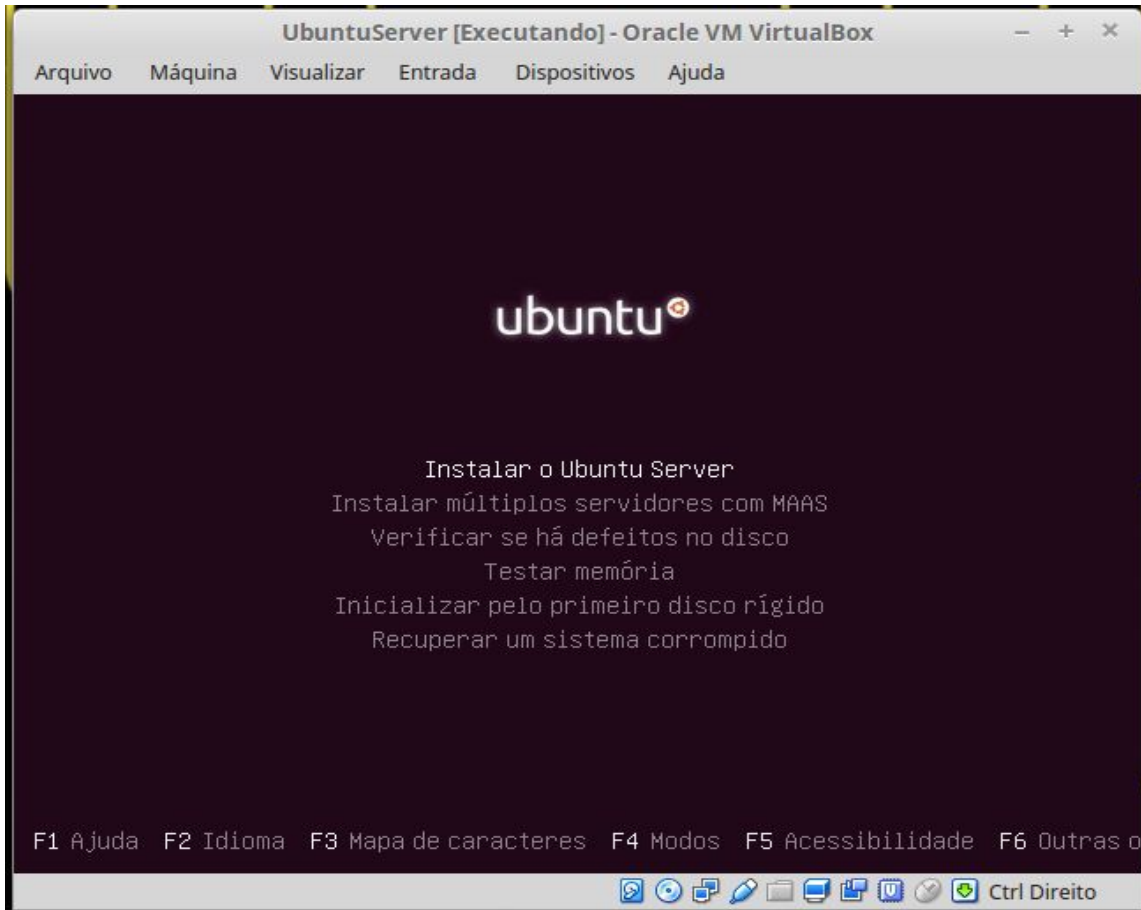 UbuntuServer [Executando] - Oracle VM VirtualBox
Arquivo Máquina Visualizar Entrada Dispositivos Ajuda
ubuntu
Instalar o Ubuntu Server
Instalar múltiplos servidores com MAAS
Verificar se há defeitos no disco
Testar memória
Inicializar pelo primeiro disco rígido
Recuperar um sistema corrompido
F1 Ajuda F2 Idioma F3 Mapa de caracteres F4 Modos F5 Acessibilidade F6 Outras o
Ctrl Direito